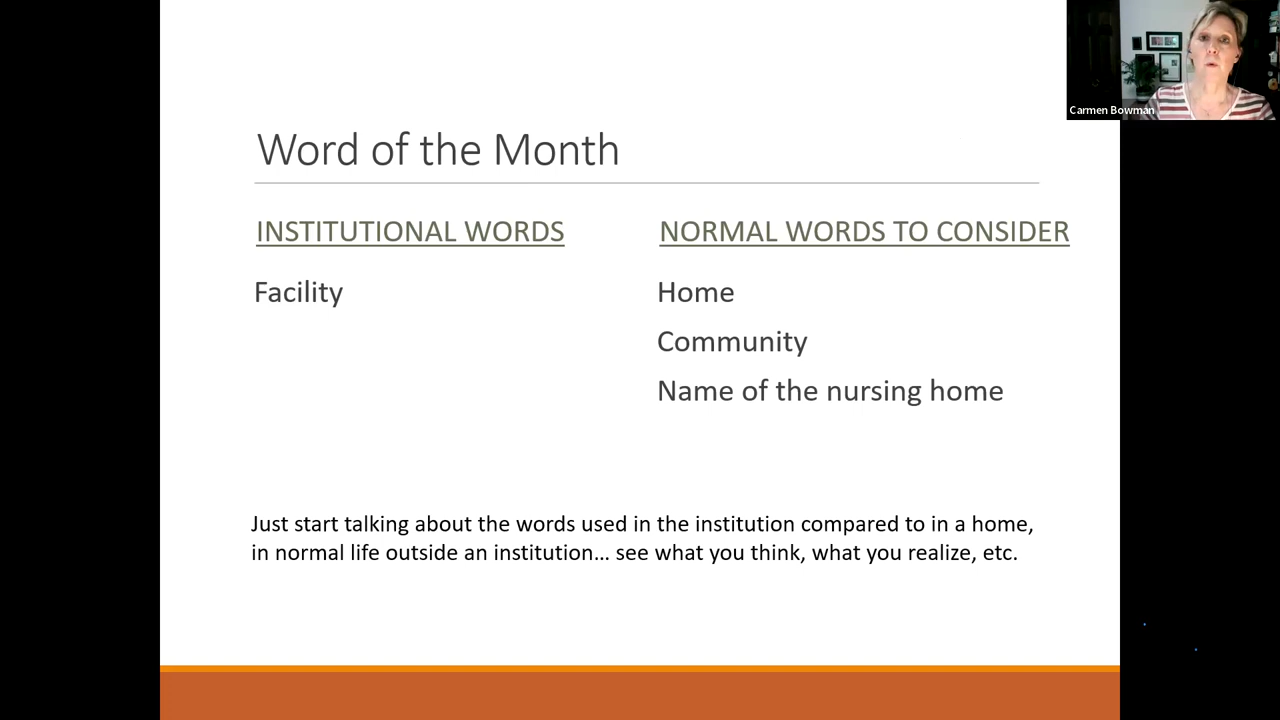 Carmen Bowman
Word of the Month
INSTITUTIONAL WORDS
Facility
NORMAL WORDS TO CONSIDER
Home
Community
Name of the nursing home
Just start talking about the words used in the institution compared to in a home,
in normal life outside an institution… see what you think, what you realize, etc.